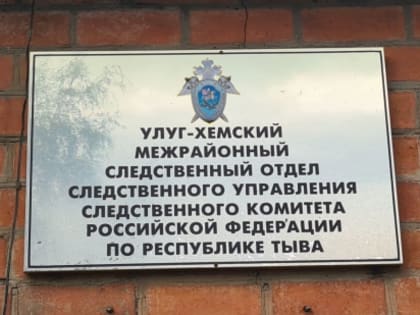 УЛУГ-ХЕМСКИЙ
МЕЖРАЙОННЫЙ
СЛЕДСТВЕННЫЙ ОТДЕЛ
СЛЕДСТВЕННОГО УПРАВЛЕНИЯ
СЛЕДСТВЕННОГО КОМИТЕТА
РОССИЙСКОЙ ФЕДЕРАЦИИ
ПО РЕСПУБЛИКЕ ТЫВА